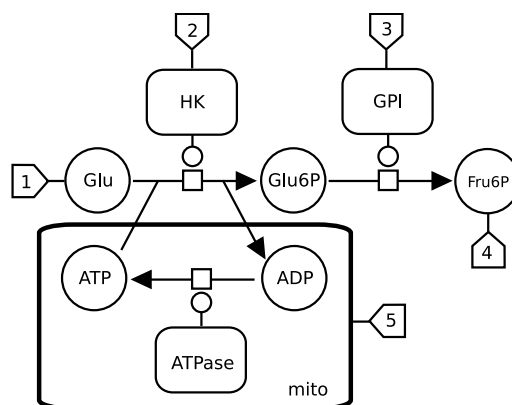 2
3
HK
GPI
1
Glu
Glu6P
Fru6P
4
ATP
ADP
5
ATPase
mito